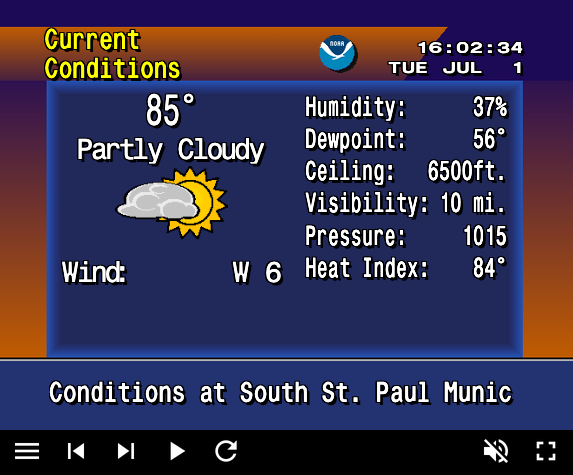 Current
Conditions
NOAA
16:02:34
TUE JUL 1
85°
Partly Cloudy
Wind: W 6
Humidity: 37%
Dewpoint: 56°
Ceiling: 6500ft.
Visibility: 10 mi.
Pressure: 1015
Heat Index: 84°
Conditions at South St. Paul Munic